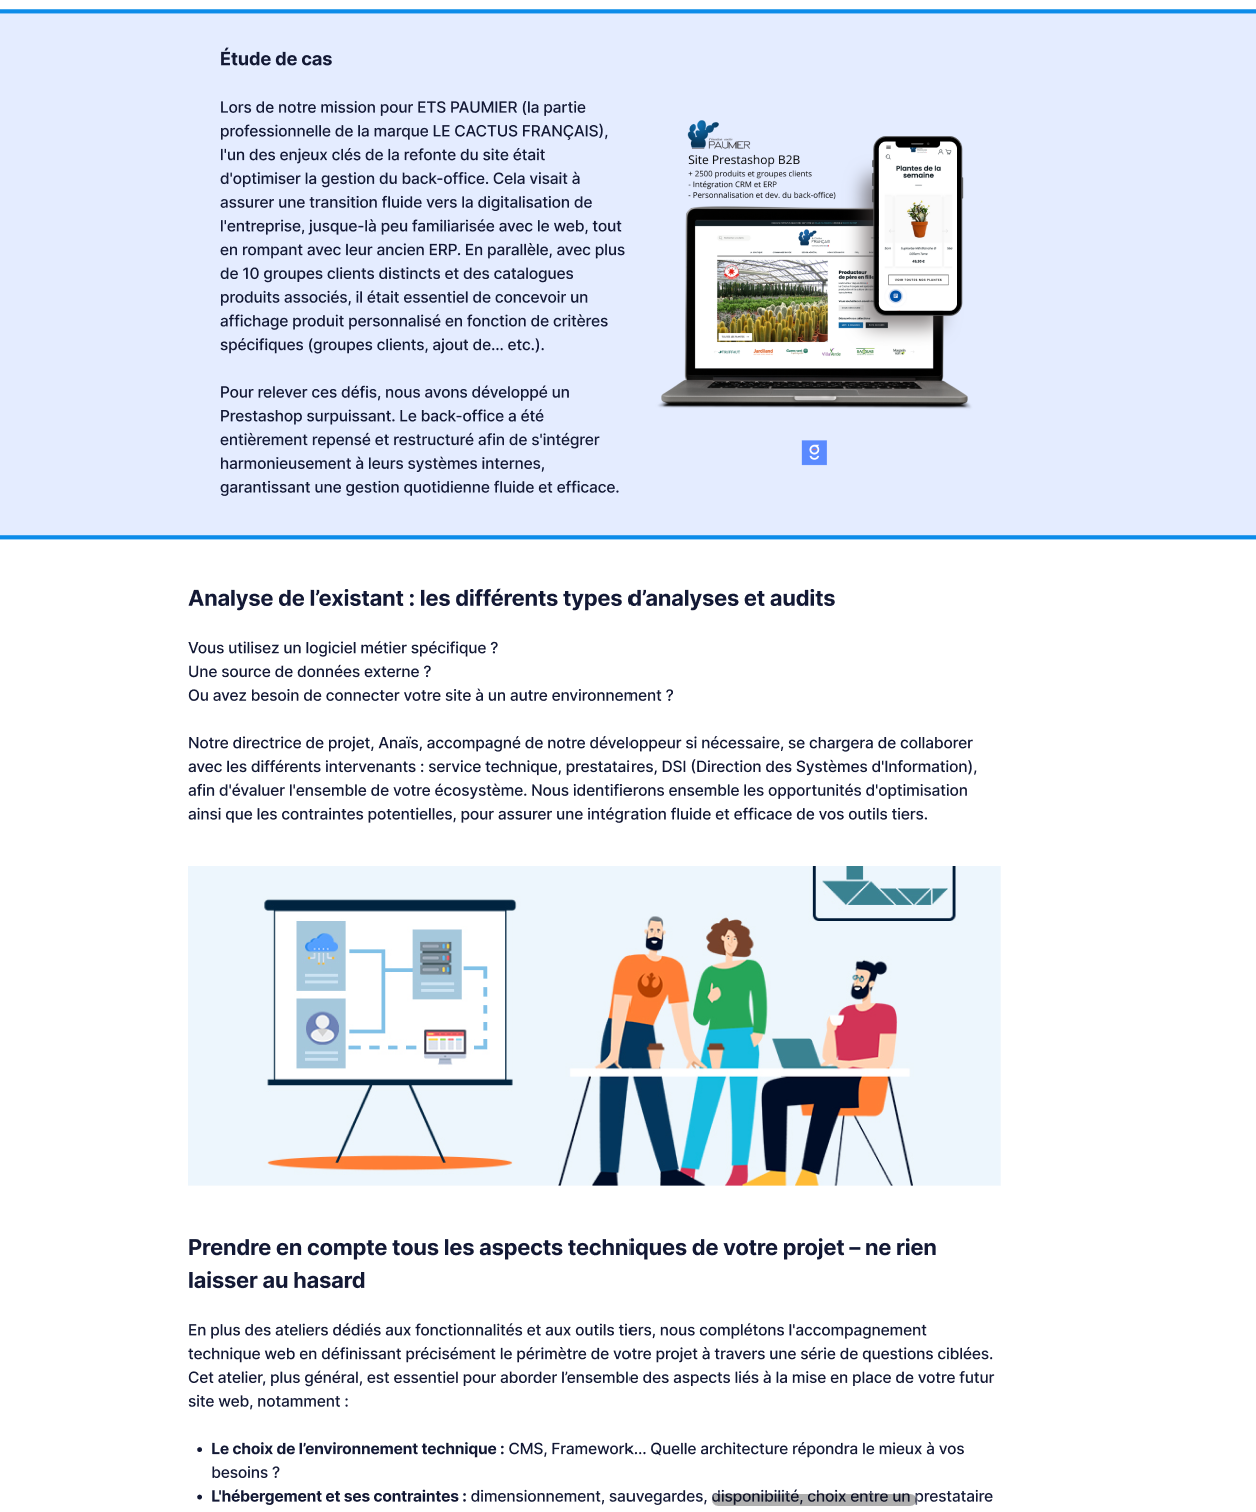 Étude de cas
Lors de notre mission pour ETS PAUMIER (la partie
professionnelle de la marque LE CACTUS FRANÇAIS),
l'un des enjeux clés de la refonte du site était
d'optimiser la gestion du back-office. Cela visait à
assurer une transition fluide vers la digitalisation de
l'entreprise, jusque-là peu familiarisée avec le web, tout
en rompant avec leur ancien ERP. En parallèle, avec plus
de 10 groupes clients distincts et des catalogues
produits associés, il était essentiel de concevoir un
affichage produit personnalisé en fonction de critères
spécifiques (groupes clients, ajout de... etc.).
Pour relever ces défis, nous avons développé un
Prestashop surpuissant. Le back-office a été
entièrement repensé et restructuré afin de s'intégrer
harmonieusement à leurs systèmes internes,
garantissant une gestion quotidienne fluide et efficace.
PAUMIER
Site Prestashop B2B
+ 2500 produits et groupes clients
- Intégration CRM et ERP
- Personnalisation et dev. du back-office)
Plantes de la
semaine
VOIR TOUTES NOS PLANTES
FRANÇAIS
Producteur
de père en fils
Jardiland
VillaVerde
Analyse de l’existant : les différents types d’analyses et audits
Vous utilisez un logiciel métier spécifique ?
Une source de données externe ?
Ou avez besoin de connecter votre site à un autre environnement ?
Notre directrice de projet, Anaïs, accompagné de notre développeur si nécessaire, se chargera de collaborer
avec les différents intervenants : service technique, prestataires, DSI (Direction des Systèmes d'Information),
afin d'évaluer l'ensemble de votre écosystème. Nous identifierons ensemble les opportunités d'optimisation
ainsi que les contraintes potentielles, pour assurer une intégration fluide et efficace de vos outils tiers.
Prendre en compte tous les aspects techniques de votre projet – ne rien
laisser au hasard
En plus des ateliers dédiés aux fonctionnalités et aux outils tiers, nous complétons l'accompagnement
technique web en définissant précisément le périmètre de votre projet à travers une série de questions ciblées.
Cet atelier, plus général, est essentiel pour aborder l’ensemble des aspects liés à la mise en place de votre futur
site web, notamment :
• Le choix de l’environnement technique : CMS, Framework... Quelle architecture répondra le mieux à vos
besoins ?
• L'hébergement et ses contraintes : dimensionnement, sauvegardes, disponibilité, choix entre un prestataire